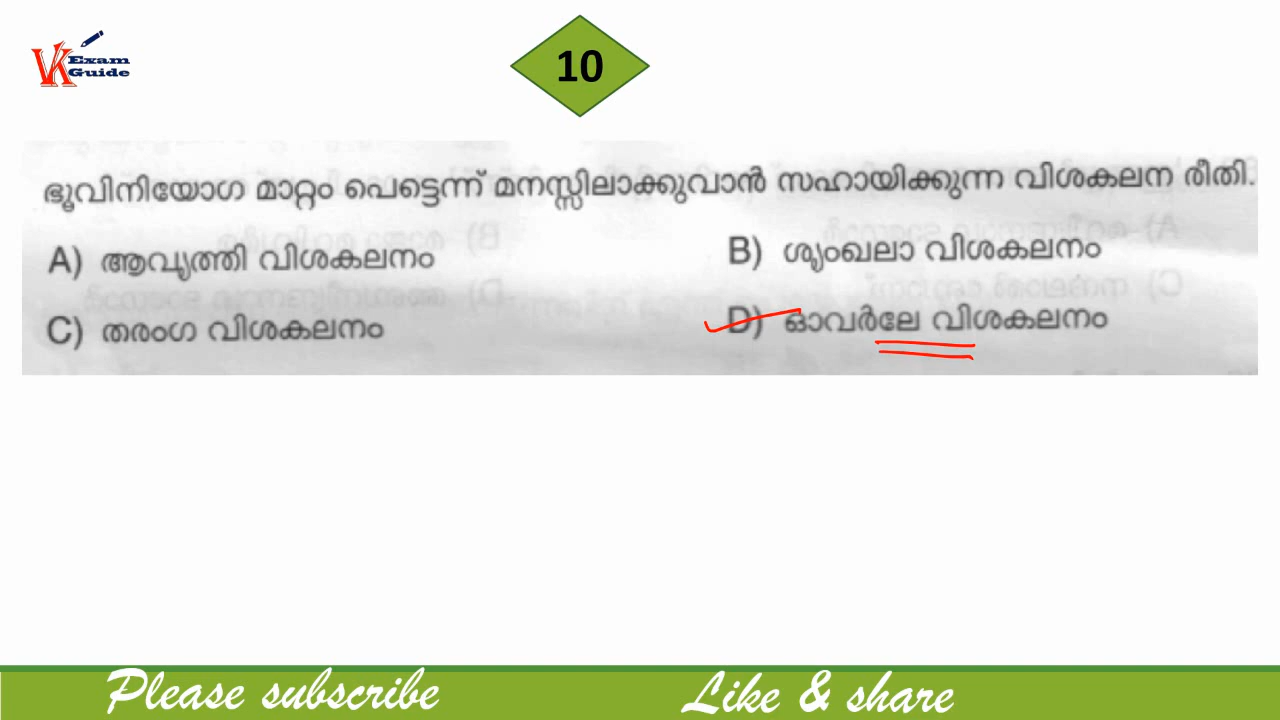 VK Exam
Guide
10
ഭൂവിനിയോഗ മാറ്റം പെട്ടെന്ന് മനസ്സിലാക്കുവാൻ സഹായിക്കുന്ന വിശകലന രീതി.
A) ആവൃത്തി വിശകലനം
B) ശൃംഖലാ വിശകലനം
C) തരംഗ വിശകലനം
D) ഓവർലേ വിശകലനം
Please subscribe
Like & share